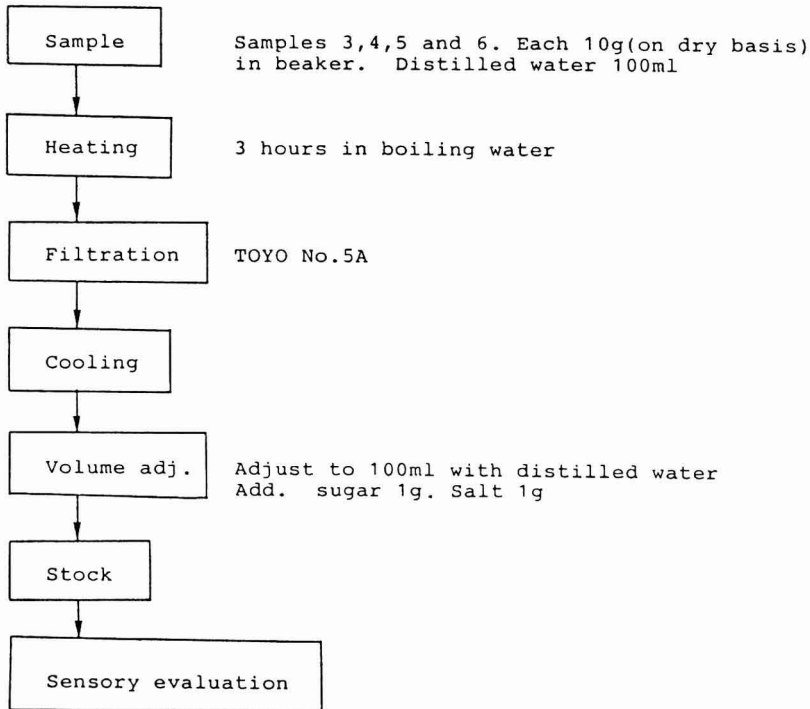 Sample
Samples 3,4,5 and 6. Each 10g(on dry basis)
in beaker. Distilled water 100ml
Heating
3 hours in boiling water
Filtration
TOYO No.5A
Cooling
Volume adj.
Adjust to 100ml with distilled water
Add. sugar 1g. Salt 1g
Stock
Sensory evaluation